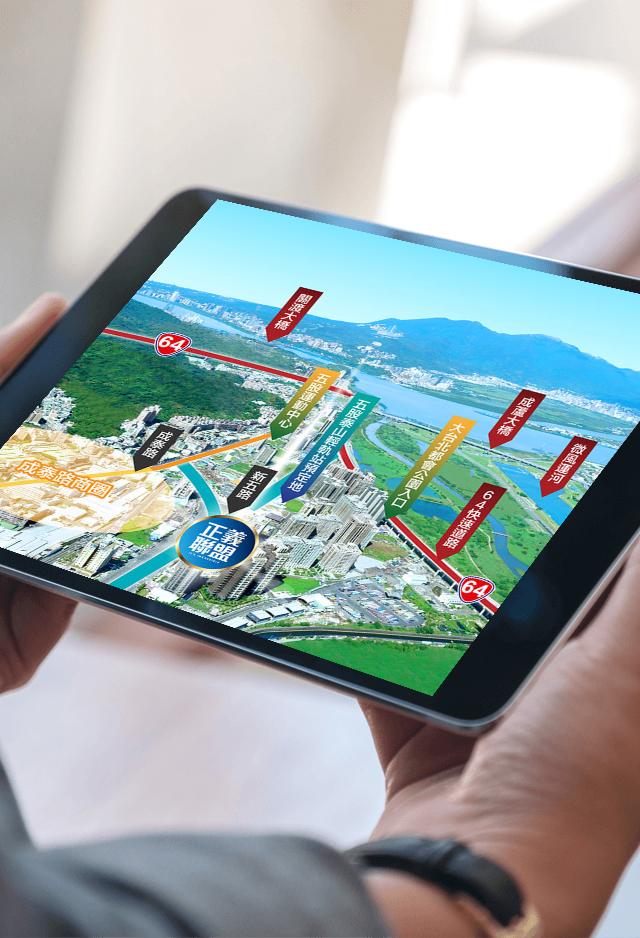 關渡大橋
64
五股運動中心
五股泰山輕軌站預定地
成蘆大橋
大台北都會公園入口
微風運河
成泰路
成泰路商圈
新五路
64快速道路
正義
聯盟
64